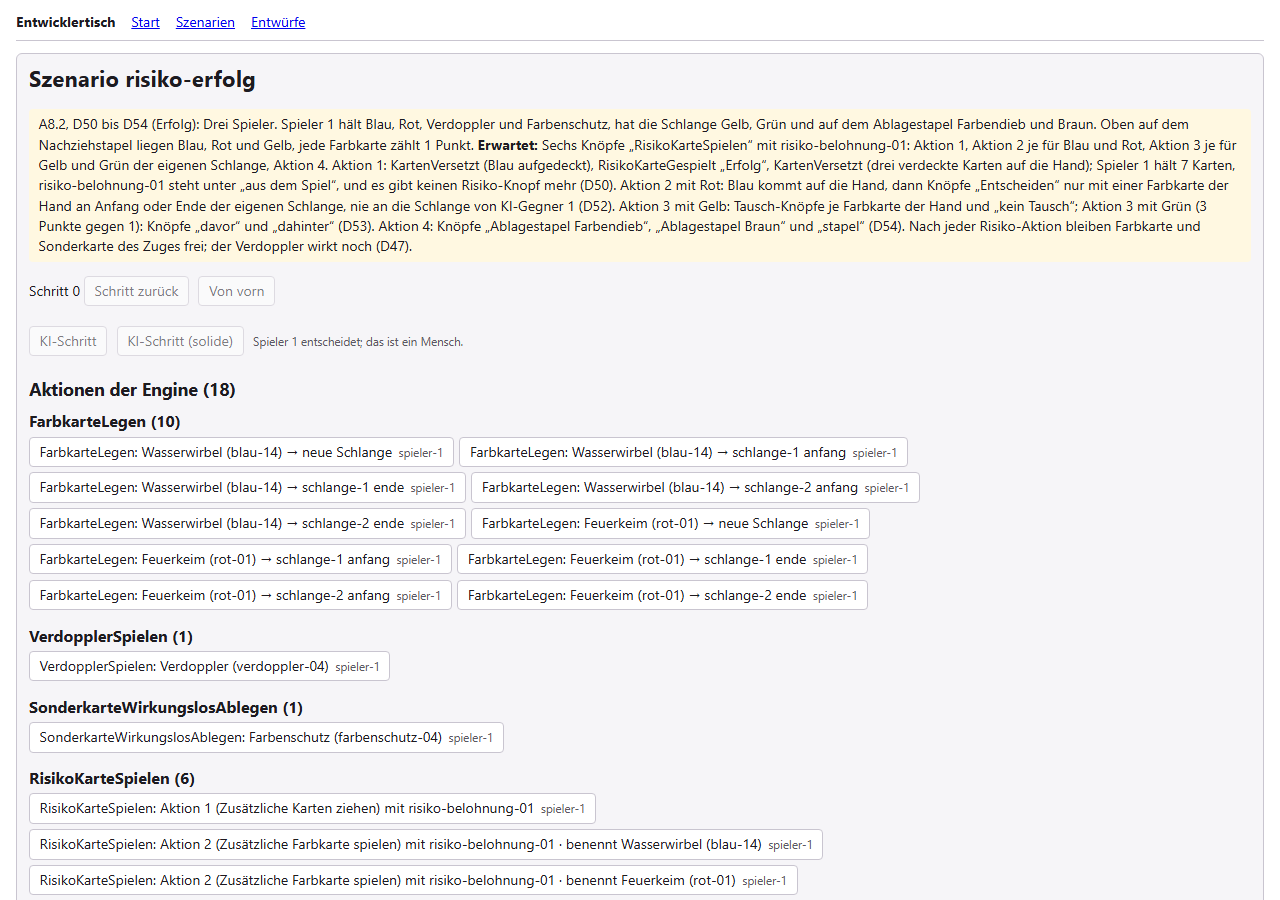 Entwicklertisch Start Szenarien Entwürfe
Szenario risiko-erfolg
A8.2, D50 bis D54 (Erfolg): Drei Spieler. Spieler 1 hält Blau, Rot, Verdoppler und Farbenschutz, hat die Schlange Gelb, Grün und auf dem Ablagestapel Farbendieb und Braun. Oben auf dem
Nachziehstapel liegen Blau, Rot und Gelb, jede Farbkarte zählt 1 Punkt. Erwartet: Sechs Knöpfe „RisikoKarteSpielen“ mit risiko-belohnung-01: Aktion 1, Aktion 2 je für Blau und Rot, Aktion 3 je für
Gelb und Grün der eigenen Schlange, Aktion 4. Aktion 1: KartenVersetzt (Blau aufgedeckt), RisikoKarteGespielt „Erfolg“, KartenVersetzt (drei verdeckte Karten auf die Hand); Spieler 1 hält 7 Karten,
risiko-belohnung-01 steht unter „aus dem Spiel“, und es gibt keinen Risiko-Knopf mehr (D50). Aktion 2 mit Rot: Blau kommt auf die Hand, dann Knöpfe „Entscheiden“ nur mit einer Farbkarte der
Hand an Anfang oder Ende der eigenen Schlange, nie an die Schlange von KI-Gegner 1 (D52). Aktion 3 mit Gelb: Tausch-Knöpfe je Farbkarte der Hand und „kein Tausch“; Aktion 3 mit Grün (3
Punkte gegen 1): Knöpfe „davor“ und „dahinter“ (D53). Aktion 4: Knöpfe „Ablagestapel Farbendieb“, „Ablagestapel Braun“ und „stapel“ (D54). Nach jeder Risiko-Aktion bleiben Farbkarte und
Sonderkarte des Zuges frei; der Verdoppler wirkt noch (D47).
Schritt 0 Schritt zurück Von vorn
KI-Schritt KI-Schritt (solide) Spieler 1 entscheidet; das ist ein Mensch.
Aktionen der Engine (18)
FarbkarteLegen (10)
FarbkarteLegen: Wasserwirbel (blau-14) → neue Schlange spieler-1 FarbkarteLegen: Wasserwirbel (blau-14) → schlange-1 anfang spieler-1
FarbkarteLegen: Wasserwirbel (blau-14) → schlange-1 ende spieler-1 FarbkarteLegen: Wasserwirbel (blau-14) → schlange-2 anfang spieler-1
FarbkarteLegen: Wasserwirbel (blau-14) → schlange-2 ende spieler-1 FarbkarteLegen: Feuerkeim (rot-01) → neue Schlange spieler-1
FarbkarteLegen: Feuerkeim (rot-01) → schlange-1 anfang spieler-1 FarbkarteLegen: Feuerkeim (rot-01) → schlange-1 ende spieler-1
FarbkarteLegen: Feuerkeim (rot-01) → schlange-2 anfang spieler-1 FarbkarteLegen: Feuerkeim (rot-01) → schlange-2 ende spieler-1
VerdopplerSpielen (1)
VerdopplerSpielen: Verdoppler (verdoppler-04) spieler-1
SonderkarteWirkungslosAblegen (1)
SonderkarteWirkungslosAblegen: Farbenschutz (farbenschutz-04) spieler-1
RisikoKarteSpielen (6)
RisikoKarteSpielen: Aktion 1 (Zusätzliche Karten ziehen) mit risiko-belohnung-01 spieler-1
RisikoKarteSpielen: Aktion 2 (Zusätzliche Farbkarte spielen) mit risiko-belohnung-01 · benennt Wasserwirbel (blau-14) spieler-1
RisikoKarteSpielen: Aktion 2 (Zusätzliche Farbkarte spielen) mit risiko-belohnung-01 · benennt Feuerkeim (rot-01) spieler-1